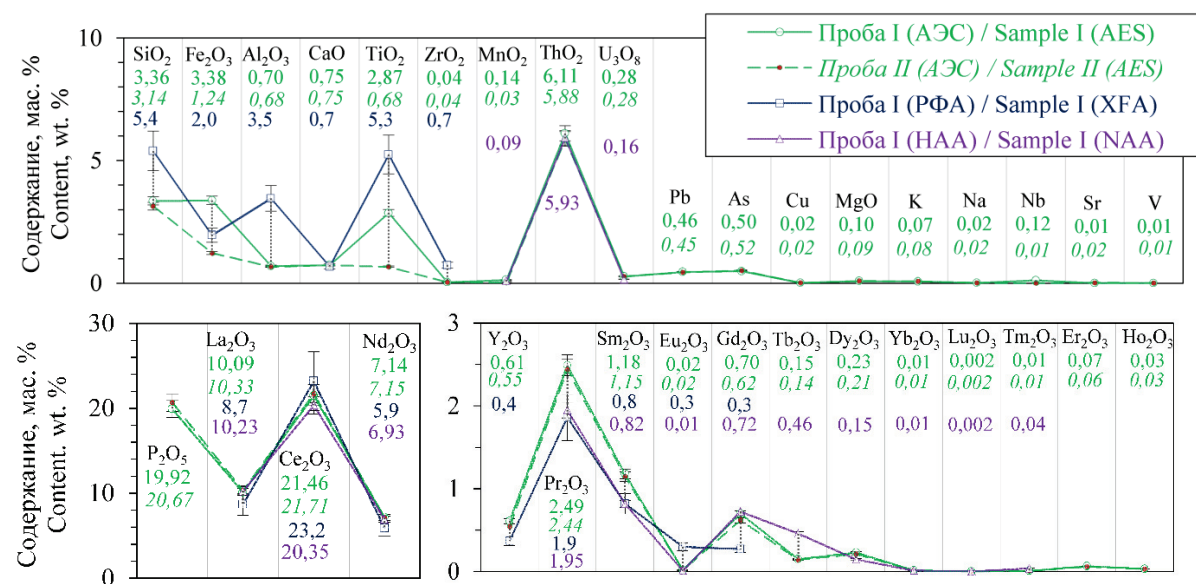 Содержание, мас. %
Content, wt. %
10
5
0
SiO₂ Fe₂O₃ Al₂O₃ CaO TiO₂ ZrO₂ MnO₂ ThO₂ U₃O₈
3,36 3,38 0,70 0,75 2,87 0,04 0,14 6,11 0,28
3,14 1,24 0,68 0,75 0,68 0,04 0,03 5,88 0,28
5,4 2,0 3,5 0,7 5,3 0,7
0,09 5,93 0,16
Проба I (АЭС) / Sample I (AES)
Проба II (АЭС) / Sample II (AES)
Проба I (РФА) / Sample I (XFA)
Проба I (НАА) / Sample I (NAA)
Pb As Cu MgO K Na Nb Sr V
0,46 0,50 0,02 0,10 0,07 0,02 0,12 0,01 0,01
0,45 0,52 0,02 0,09 0,08 0,02 0,01 0,02 0,01
Содержание, мас. %
Content. wt. %
30
20
10
0
P₂O₅
19,92
20,67
La₂O₃
10,09
10,33
8,7
10,23
Ce₂O₃
21,46
21,71
23,2
20,35
Nd₂O₃
7,14
7,15
5,9
6,93
3
2
1
0
Y₂O₃ Sm₂O₃ Eu₂O₃ Gd₂O₃ Tb₂O₃ Dy₂O₃ Yb₂O₃ Lu₂O₃ Tm₂O₃ Er₂O₃ Ho₂O₃
0,61 1,18 0,02 0,70 0,15 0,23 0,01 0,002 0,01 0,07 0,03
0,55 1,15 0,02 0,62 0,14 0,21 0,01 0,002 0,01 0,06 0,03
0,4 0,8 0,3 0,3
0,82 0,01 0,72 0,46 0,15 0,01 0,002 0,04
Pr₂O₃
2,49
2,44
1,9
1,95